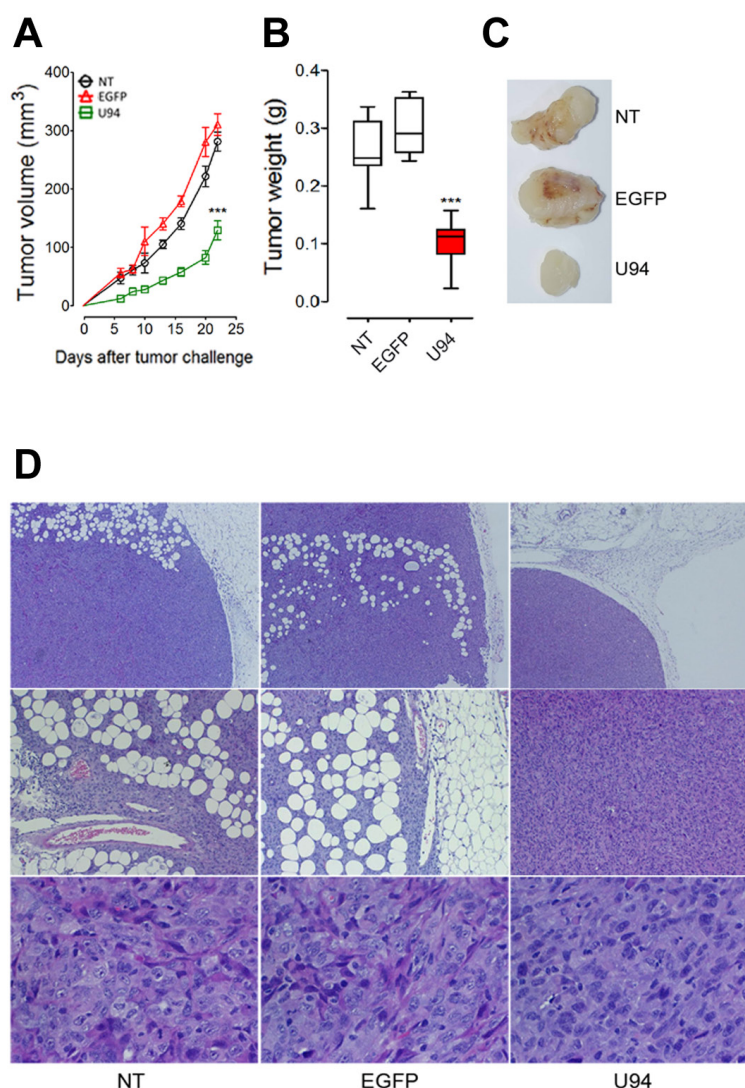 A
NT
EGFP
U94
Tumor volume (mm³)
400
300
200
100
0
***
0 5 10 15 20 25
Days after tumor challenge
B
Tumor weight (g)
0.4
0.3
0.1
0.0
***
NT
EGFP
U94
C
NT
EGFP
U94
D
NT EGFP U94